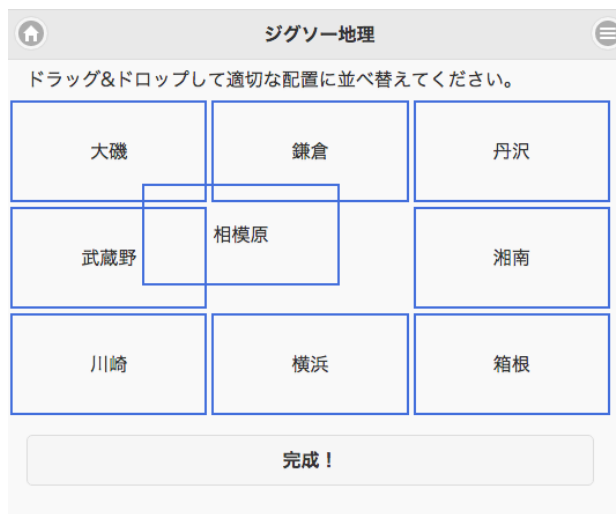 ジグソー地理
ドラッグ&ドロップして適切な配置に並べ替えてください。
大磯 鎌倉 丹沢
武蔵野 相模原 湘南
川崎 横浜 箱根
完成！